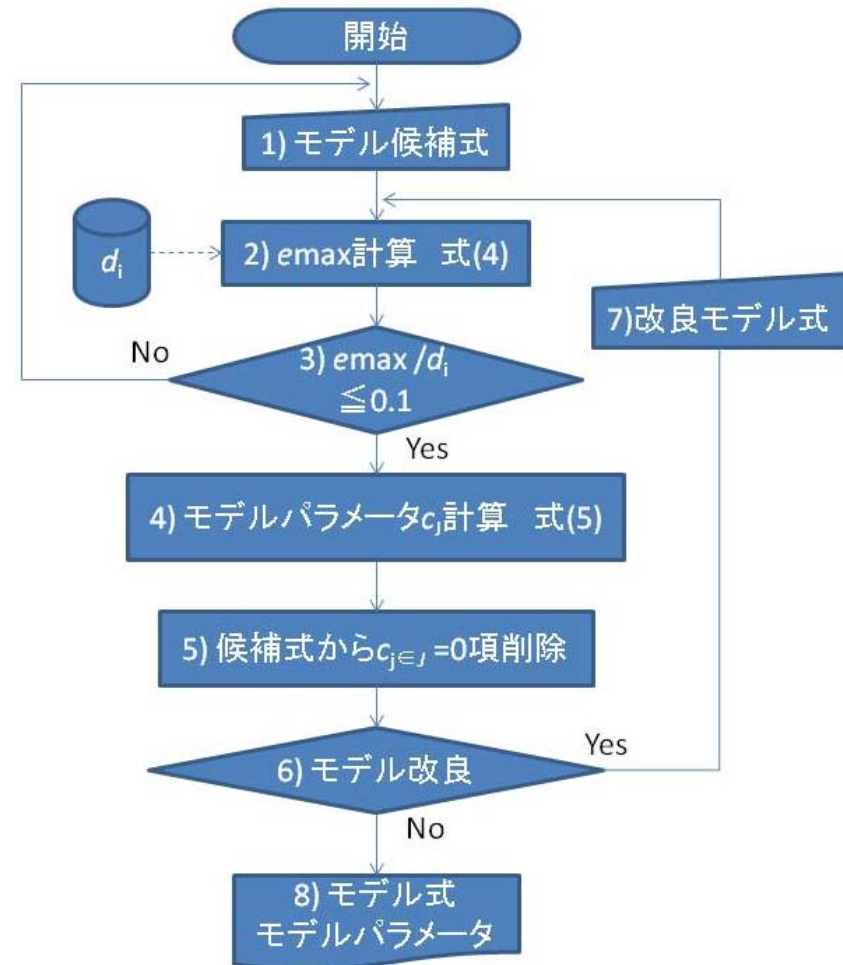 開始
1) モデル候補式
2) emax計算　式(4)
di
7)改良モデル式
No
3) emax /di
≦0.1
Yes
4) モデルパラメータcj計算　式(5)
5) 候補式からcj∈J =0項削除
Yes
6) モデル改良
No
8) モデル式
モデルパラメータ